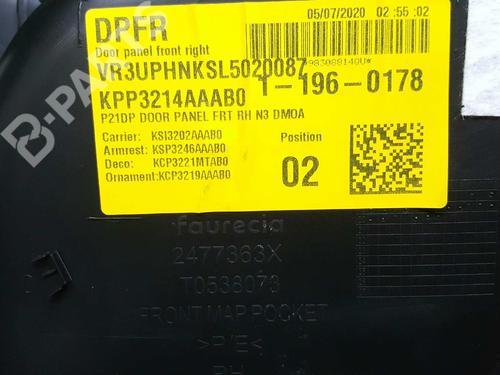 DPFR
05/07/2020 02:55:02
Door panel front right
VR3UPHNKSL5020087
KPP3214AAAB0
1-196-0178
P21DP DOOR PANEL FRT RH N3 DMOA
Carrier: KSI3202AAAB0
Armrest: KSP3246AAAB0
Deco: KCP3221MTAB0
Ornament: KCP3219AAAB0
POSITION
02
faurecia
2477363X
T0538073
FRONT MAP POCKET
>P/E<
B-PARTS